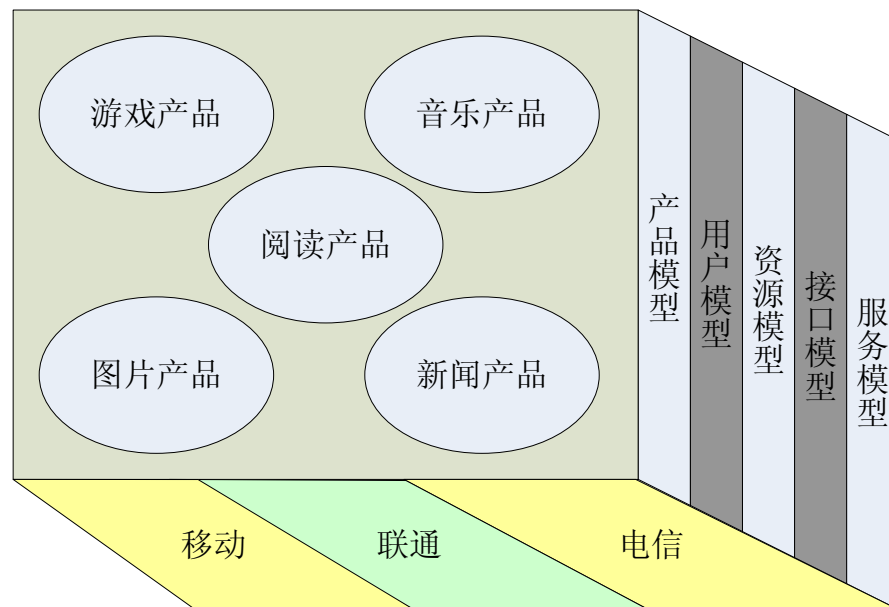 游戏产品
音乐产品
阅读产品
图片产品
新闻产品
产品模型
用户模型
资源模型
接口模型
服务模型
移动
联通
电信